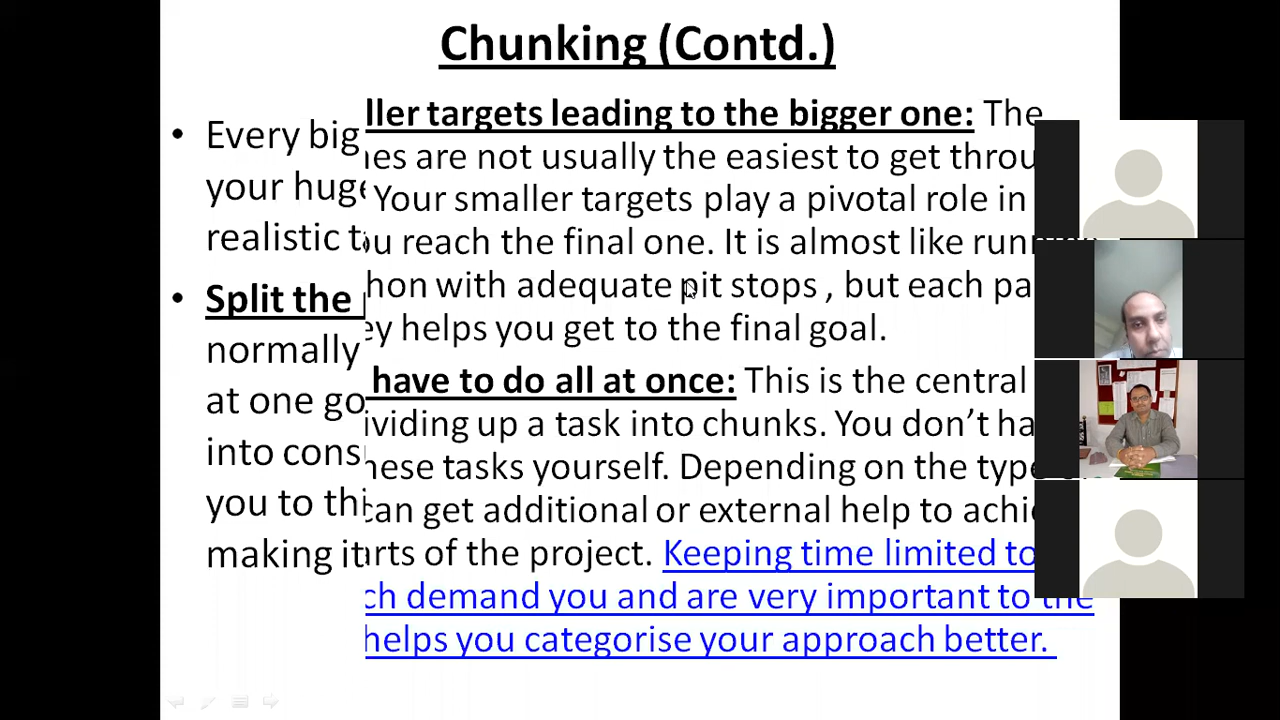 Chunking (Contd.)
• Every big
your huge
realistic
• Split the
normally
at one go
into cons
you to thi
making it
ller targets leading to the bigger one: The
are not usually the easiest to get throu
Your smaller targets play a pivotal role in
ou reach the final one. It is almost like run
hon with adequate pit stops , but each pa
ey helps you get to the final goal.
have to do all at once: This is the central
ividing up a task into chunks. You don’t ha
hese tasks yourself. Depending on the type
can get additional or external help to achi
arts of the project. Keeping time limited to
ch demand you and are very important to the
helps you categorise your approach better.